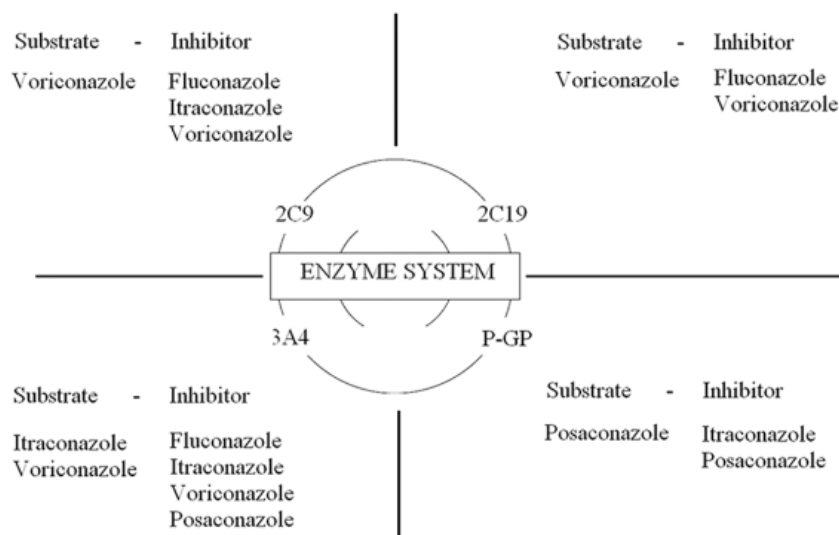 Substrate - Inhibitor
Voriconazole Fluconazole
Itraconazole
Voriconazole
Substrate - Inhibitor
Voriconazole Fluconazole
Voriconazole
2C9 2C19
ENZYME SYSTEM
3A4 P-GP
Substrate - Inhibitor
Itraconazole Fluconazole
Voriconazole Itraconazole
Voriconazole
Posaconazole
Substrate - Inhibitor
Posaconazole Itraconazole
Posaconazole